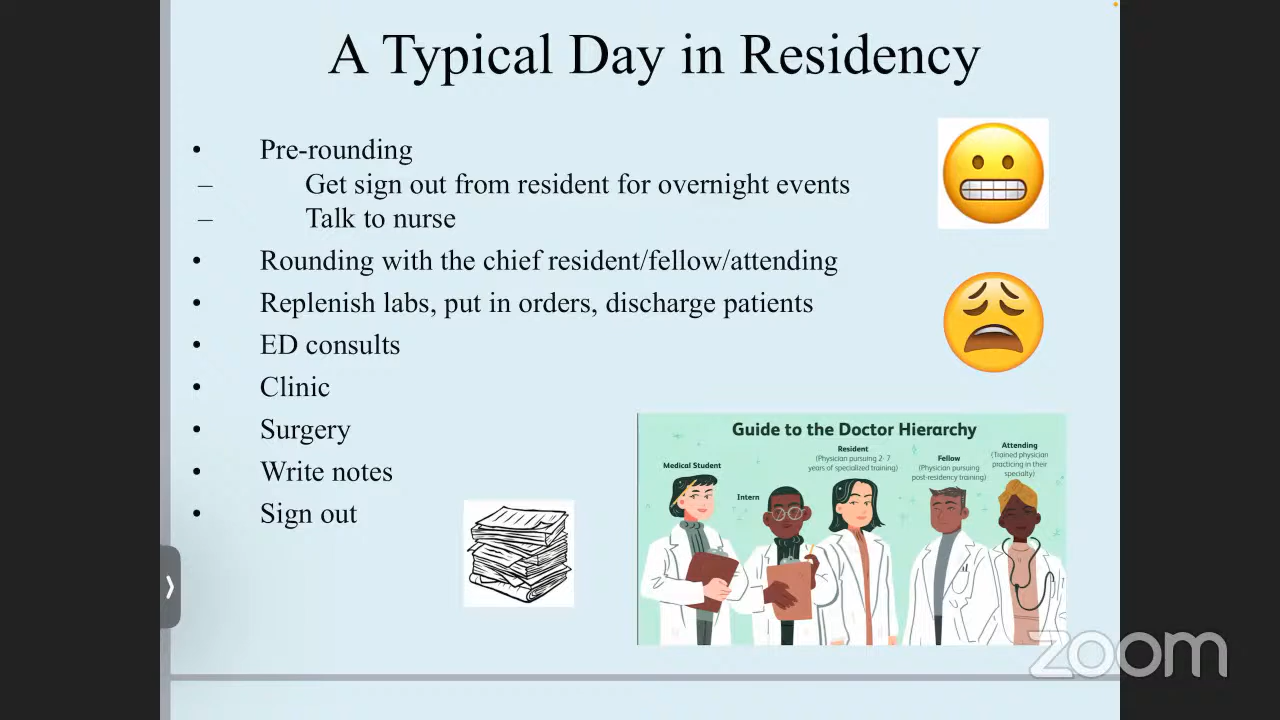 A Typical Day in Residency
• Pre-rounding
– Get sign out from resident for overnight events
– Talk to nurse
• Rounding with the chief resident/fellow/attending
• Replenish labs, put in orders, discharge patients
• ED consults
• Clinic
• Surgery
• Write notes
• Sign out
Guide to the Doctor Hierarchy
Medical Student
Intern
Resident
(Physician pursuing 2-7
years of specialized training)
Fellow
(Physician pursuing
post-residency training)
Attending
(Trained physician
practicing in their
specialty)
zoom